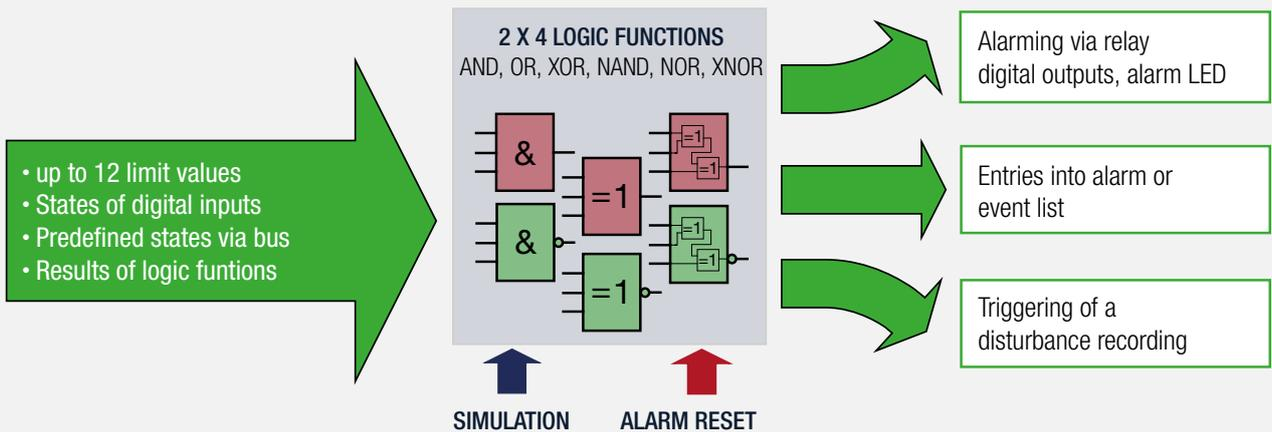 2 X 4 LOGIC FUNCTIONS
AND, OR, XOR, NAND, NOR, XNOR
• up to 12 limit values
• States of digital inputs
• Predefined states via bus
• Results of logic funtions
&
=1
=1
=1
&
=1
=1
=1
Alarming via relay
digital outputs, alarm LED
Entries into alarm or
event list
Triggering of a
disturbance recording
SIMULATION
ALARM RESET